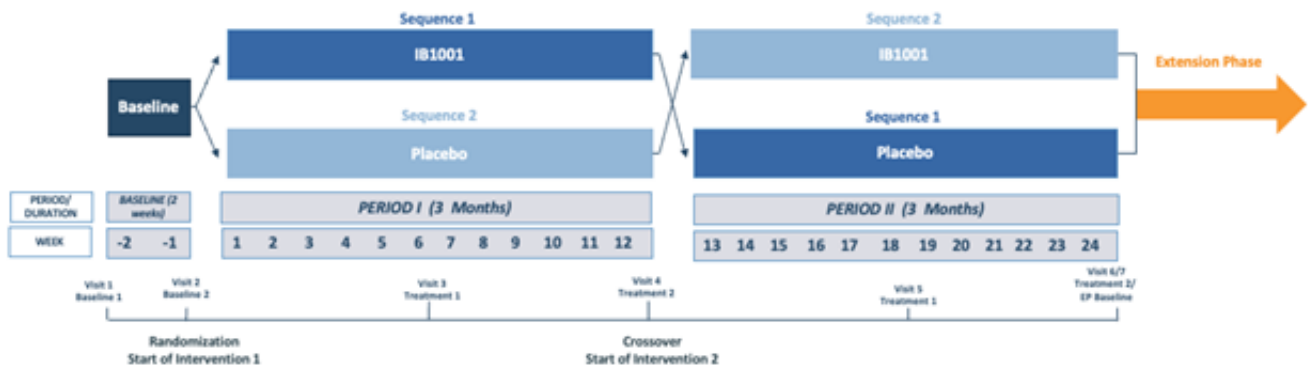 Sequence 1
Sequence 2
IB1001
IB1001
Extension Phase
Baseline
Sequence 2
Sequence 1
Placebo
Placebo
PERIOD/
DURATION
BASELINE (2
weeks)
PERIOD I (3 Months)
PERIOD II (3 Months)
WEEK
-2 -1
1 2 3 4 5 6 7 8 9 10 11 12
13 14 15 16 17 18 19 20 21 22 23 24
Visit 1
Baseline 1
Visit 2
Baseline 2
Visit 3
Treatment 1
Visit 4
Treatment 2
Visit 5
Treatment 1
Visit 6/7
Treatment 2/
EP Baseline
Randomization
Start of Intervention 1
Crossover
Start of Intervention 2